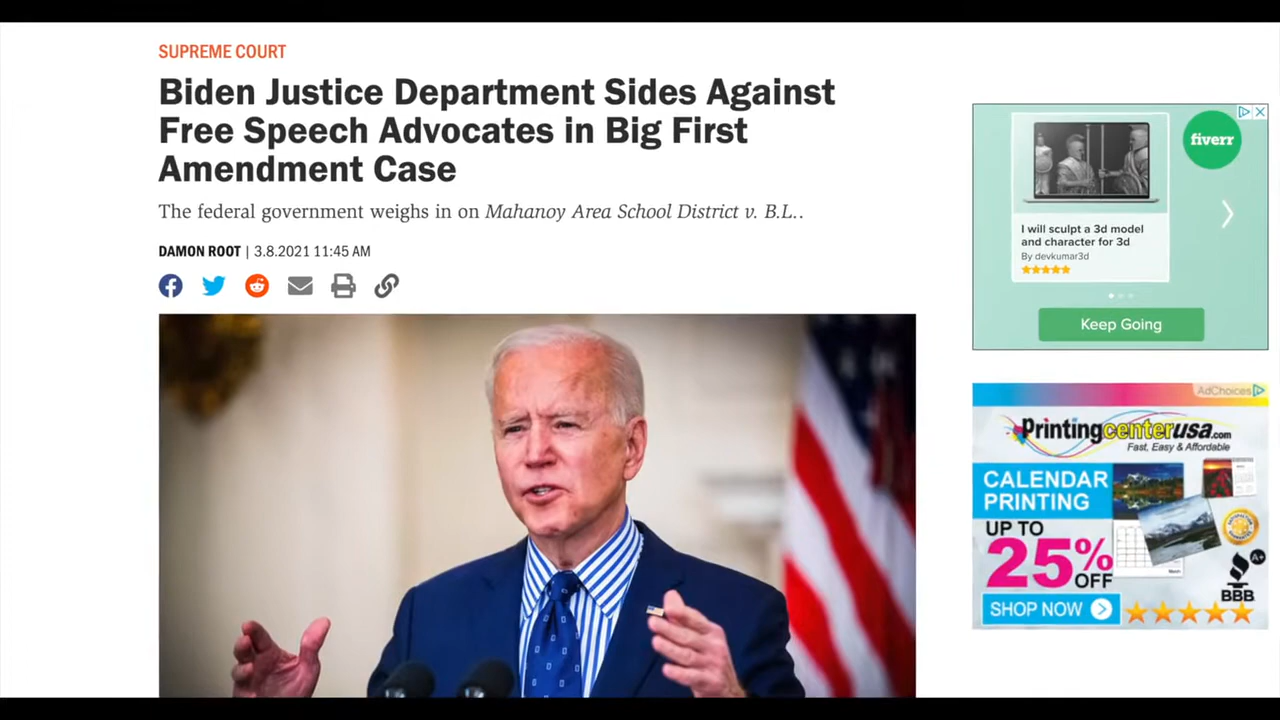 SUPREME COURT
Biden Justice Department Sides Against
Free Speech Advocates in Big First
Amendment Case
The federal government weighs in on Mahanoy Area School District v. B.L..
DAMON ROOT | 3.8.2021 11:45 AM
fiverr
I will sculpt a 3d model
and character for 3d
By devkumar3d
Keep Going
AdChoices
Printingcenterusa.com
Fast, Easy & Affordable
CALENDAR
PRINTING
UP TO
25% OFF
SHOP NOW
A+
BBB